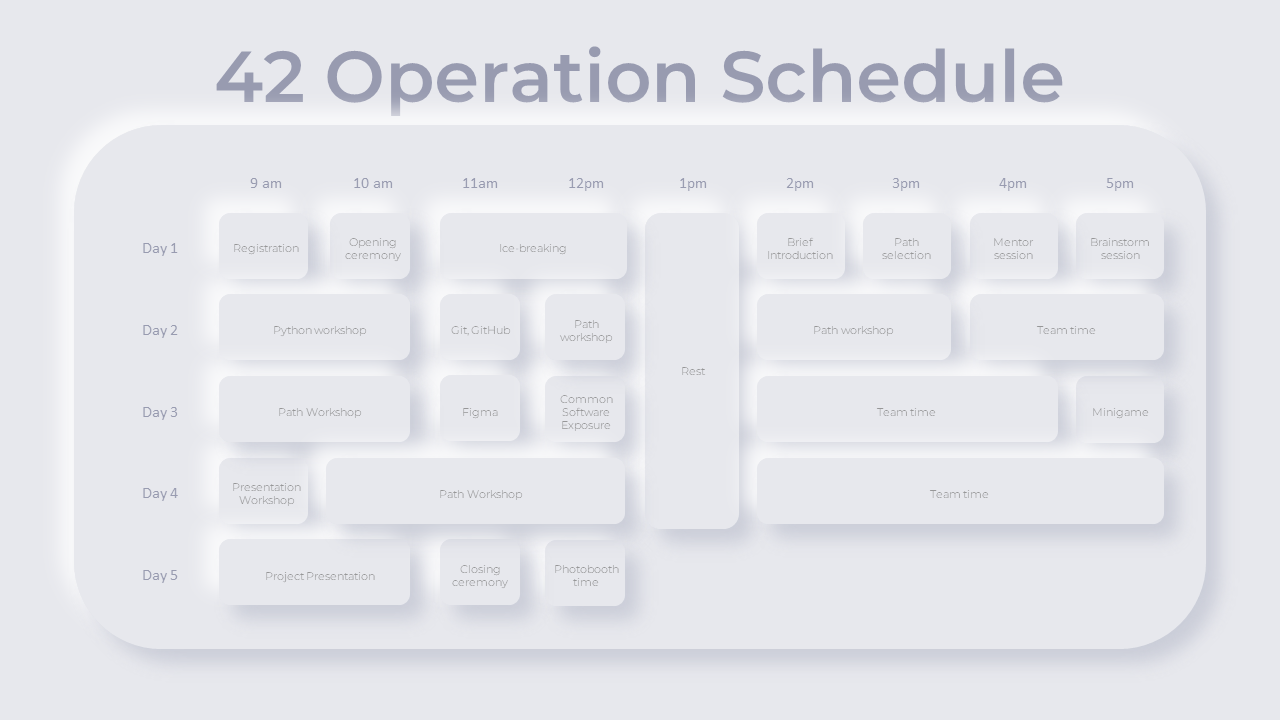 42 Operation Schedule
9 am 10 am 11am 12pm 1pm 2pm 3pm 4pm 5pm
Day 1
Registration
Opening
ceremony
Ice-breaking
Rest
Brief
Introduction
Path
selection
Mentor
session
Brainstorm
session
Day 2
Python workshop
Git, GitHub
Path
workshop
Path workshop
Team time
Day 3
Path Workshop
Figma
Common
Software
Exposure
Team time
Minigame
Day 4
Presentation
Workshop
Path Workshop
Team time
Day 5
Project Presentation
Closing
ceremony
Photobooth
time